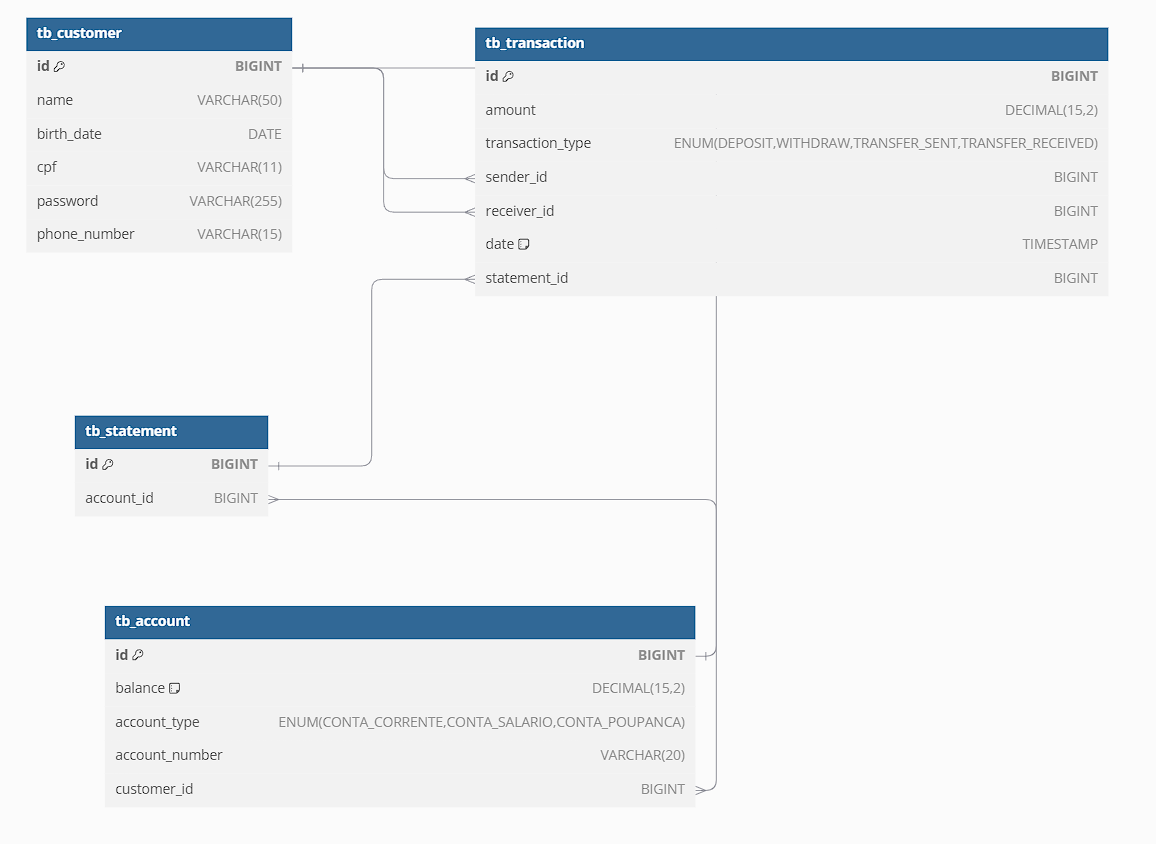 tb_customer
id BIGINT
name VARCHAR(50)
birth_date DATE
cpf VARCHAR(11)
password VARCHAR(255)
phone_number VARCHAR(15)
tb_transaction
id BIGINT
amount DECIMAL(15,2)
transaction_type ENUM(DEPOSIT,WITHDRAW,TRANSFER_SENT,TRANSFER_RECEIVED)
sender_id BIGINT
receiver_id BIGINT
date TIMESTAMP
statement_id BIGINT
tb_statement
id BIGINT
account_id BIGINT
tb_account
id BIGINT
balance DECIMAL(15,2)
account_type ENUM(CONTA_CORRENTE,CONTA_SALARIO,CONTA_POUPANCA)
account_number VARCHAR(20)
customer_id BIGINT